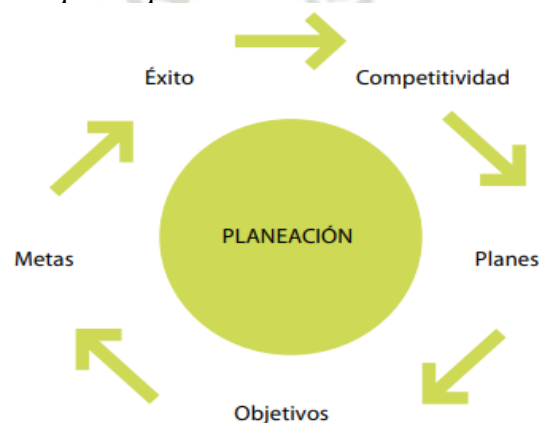 Éxito
Competitividad
PLANEACIÓN
Metas
Planes
Objetivos